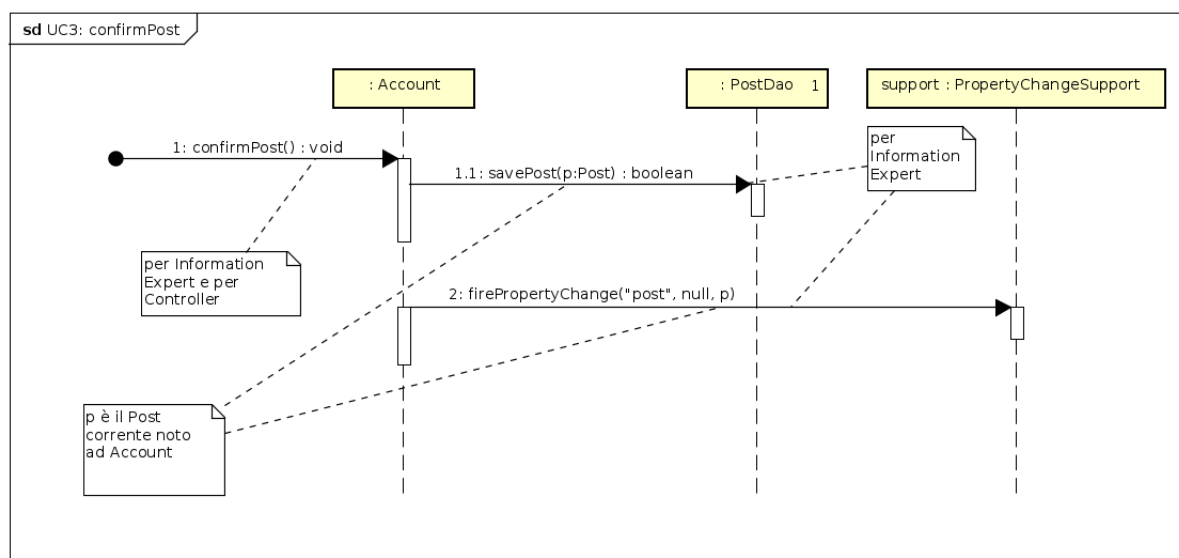 sd UC3: confirmPost
: Account
: PostDao 1
support : PropertyChangeSupport
1: confirmPost() : void
per
Information
Expert
1.1: savePost(p:Post) : boolean
per Information
Expert e per
Controller
2: firePropertyChange("post", null, p)
p è il Post
corrente noto
ad Account